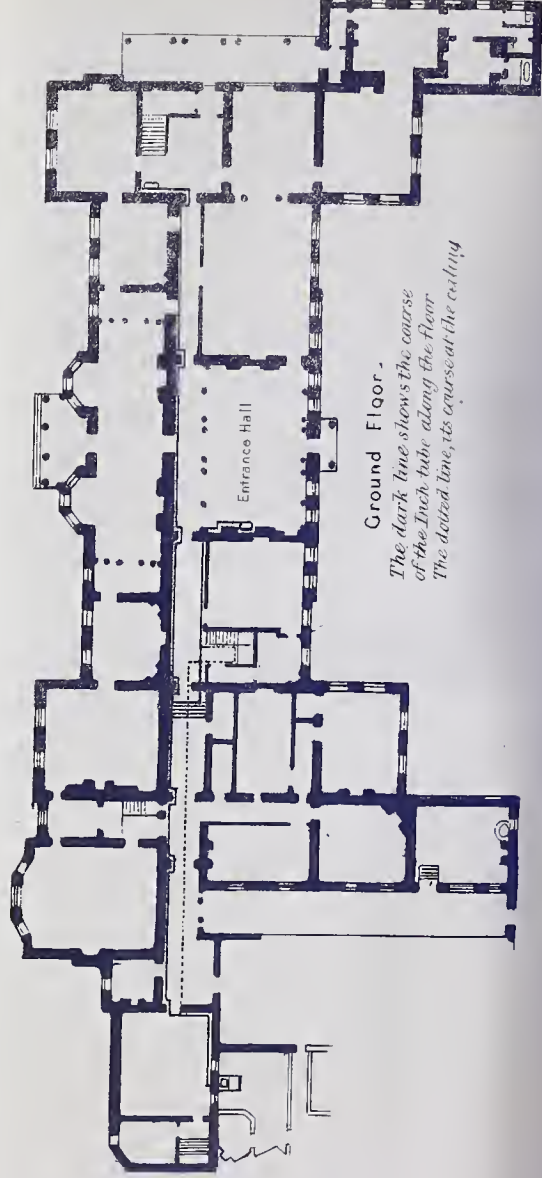 Entrance Hall
Ground Floor.
The dark line shows the course
of the Inch tube along the floor
The dotted line, its course at the ceiling